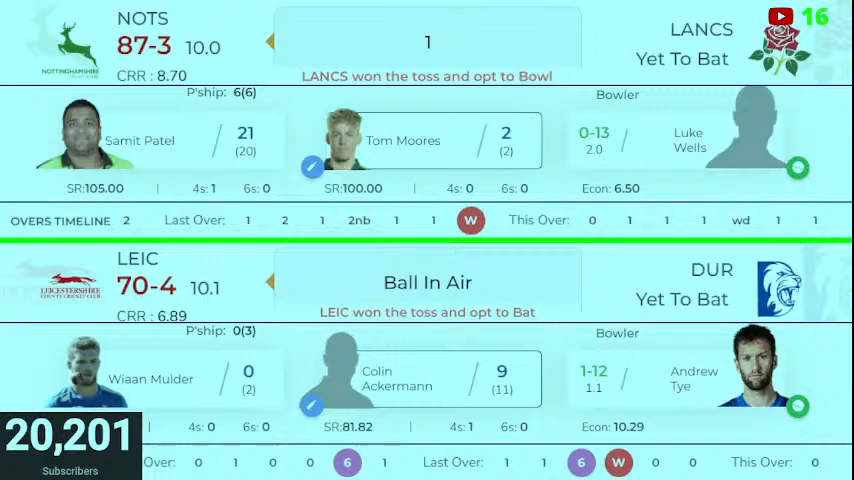 NOTS
87-3 10.0
CRR : 8.70
1
LANCS won the toss and opt to Bowl
LANCS
Yet To Bat
16
NOTTINGHAMSHIRE
P'ship: 6(6)
Bowler
Samit Patel
21
(20)
Tom Moores
2
(2)
0-13
2.0
Luke
Wells
SR:105.00 | 4s: 1 6s: 0
SR:100.00 | 4s: 0 6s: 0
Econ: 6.50
OVERS TIMELINE 2 Last Over: 1 2 1 2nb 1 1 W This Over: 0 1 1 1 wd 1 1
LEIC
70-4 10.1
CRR : 6.89
Ball In Air
LEIC won the toss and opt to Bat
DUR
Yet To Bat
LEICESTERSHIRE
COUNTY CRICKET CLUB
P'ship: 0(3)
Bowler
Wiaan Mulder
0
(2)
Colin
Ackermann
9
(11)
1-12
1.1
Andrew
Tye
| 4s: 0 6s: 0
SR:81.82 | 4s: 1 6s: 0
Econ: 10.29
20,201
Subscribers
Over: 0 1 0 0 6 1 Last Over: 1 1 6 W 0 0 This Over: 0